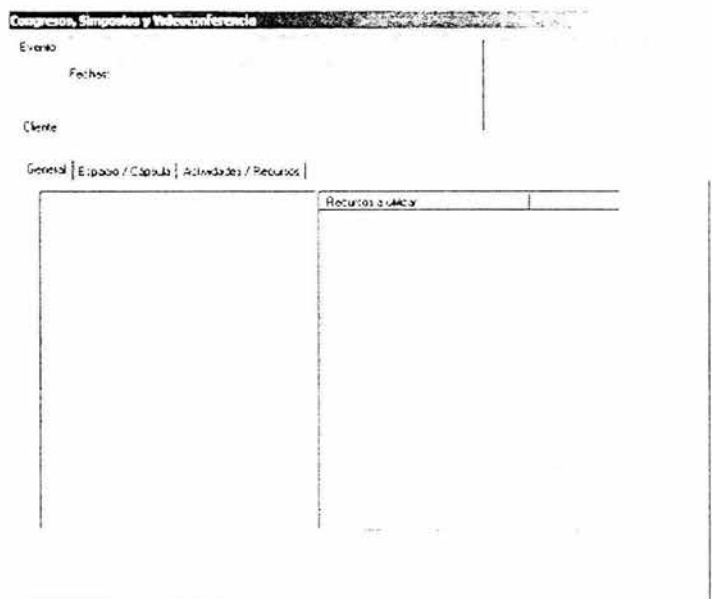 Congresos, Simposios y Videoconferencia
Evento
Fechas:
Cliente
General Espacio / Cápsula Actividades / Recursos
Recursos a utilizar